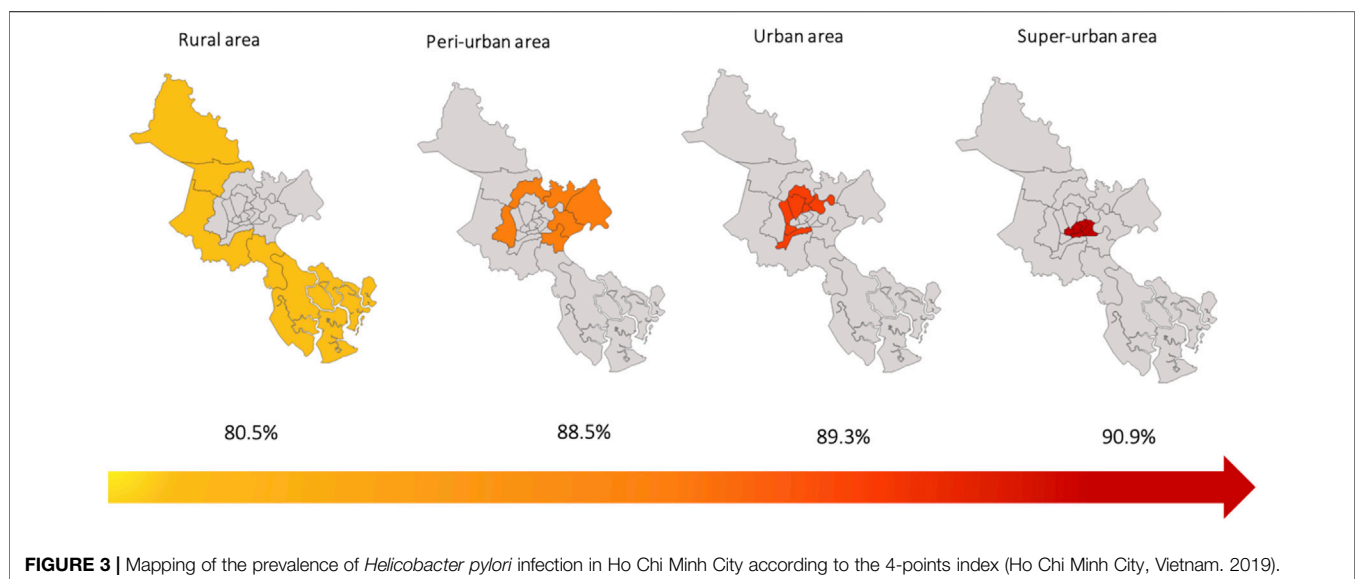 Rural area
Peri-urban area
Urban area
Super-urban area
80.5%
88.5%
89.3%
90.9%
FIGURE 3 | Mapping of the prevalence of Helicobacter pylori infection in Ho Chi Minh City according to the 4-points index (Ho Chi Minh City, Vietnam. 2019).